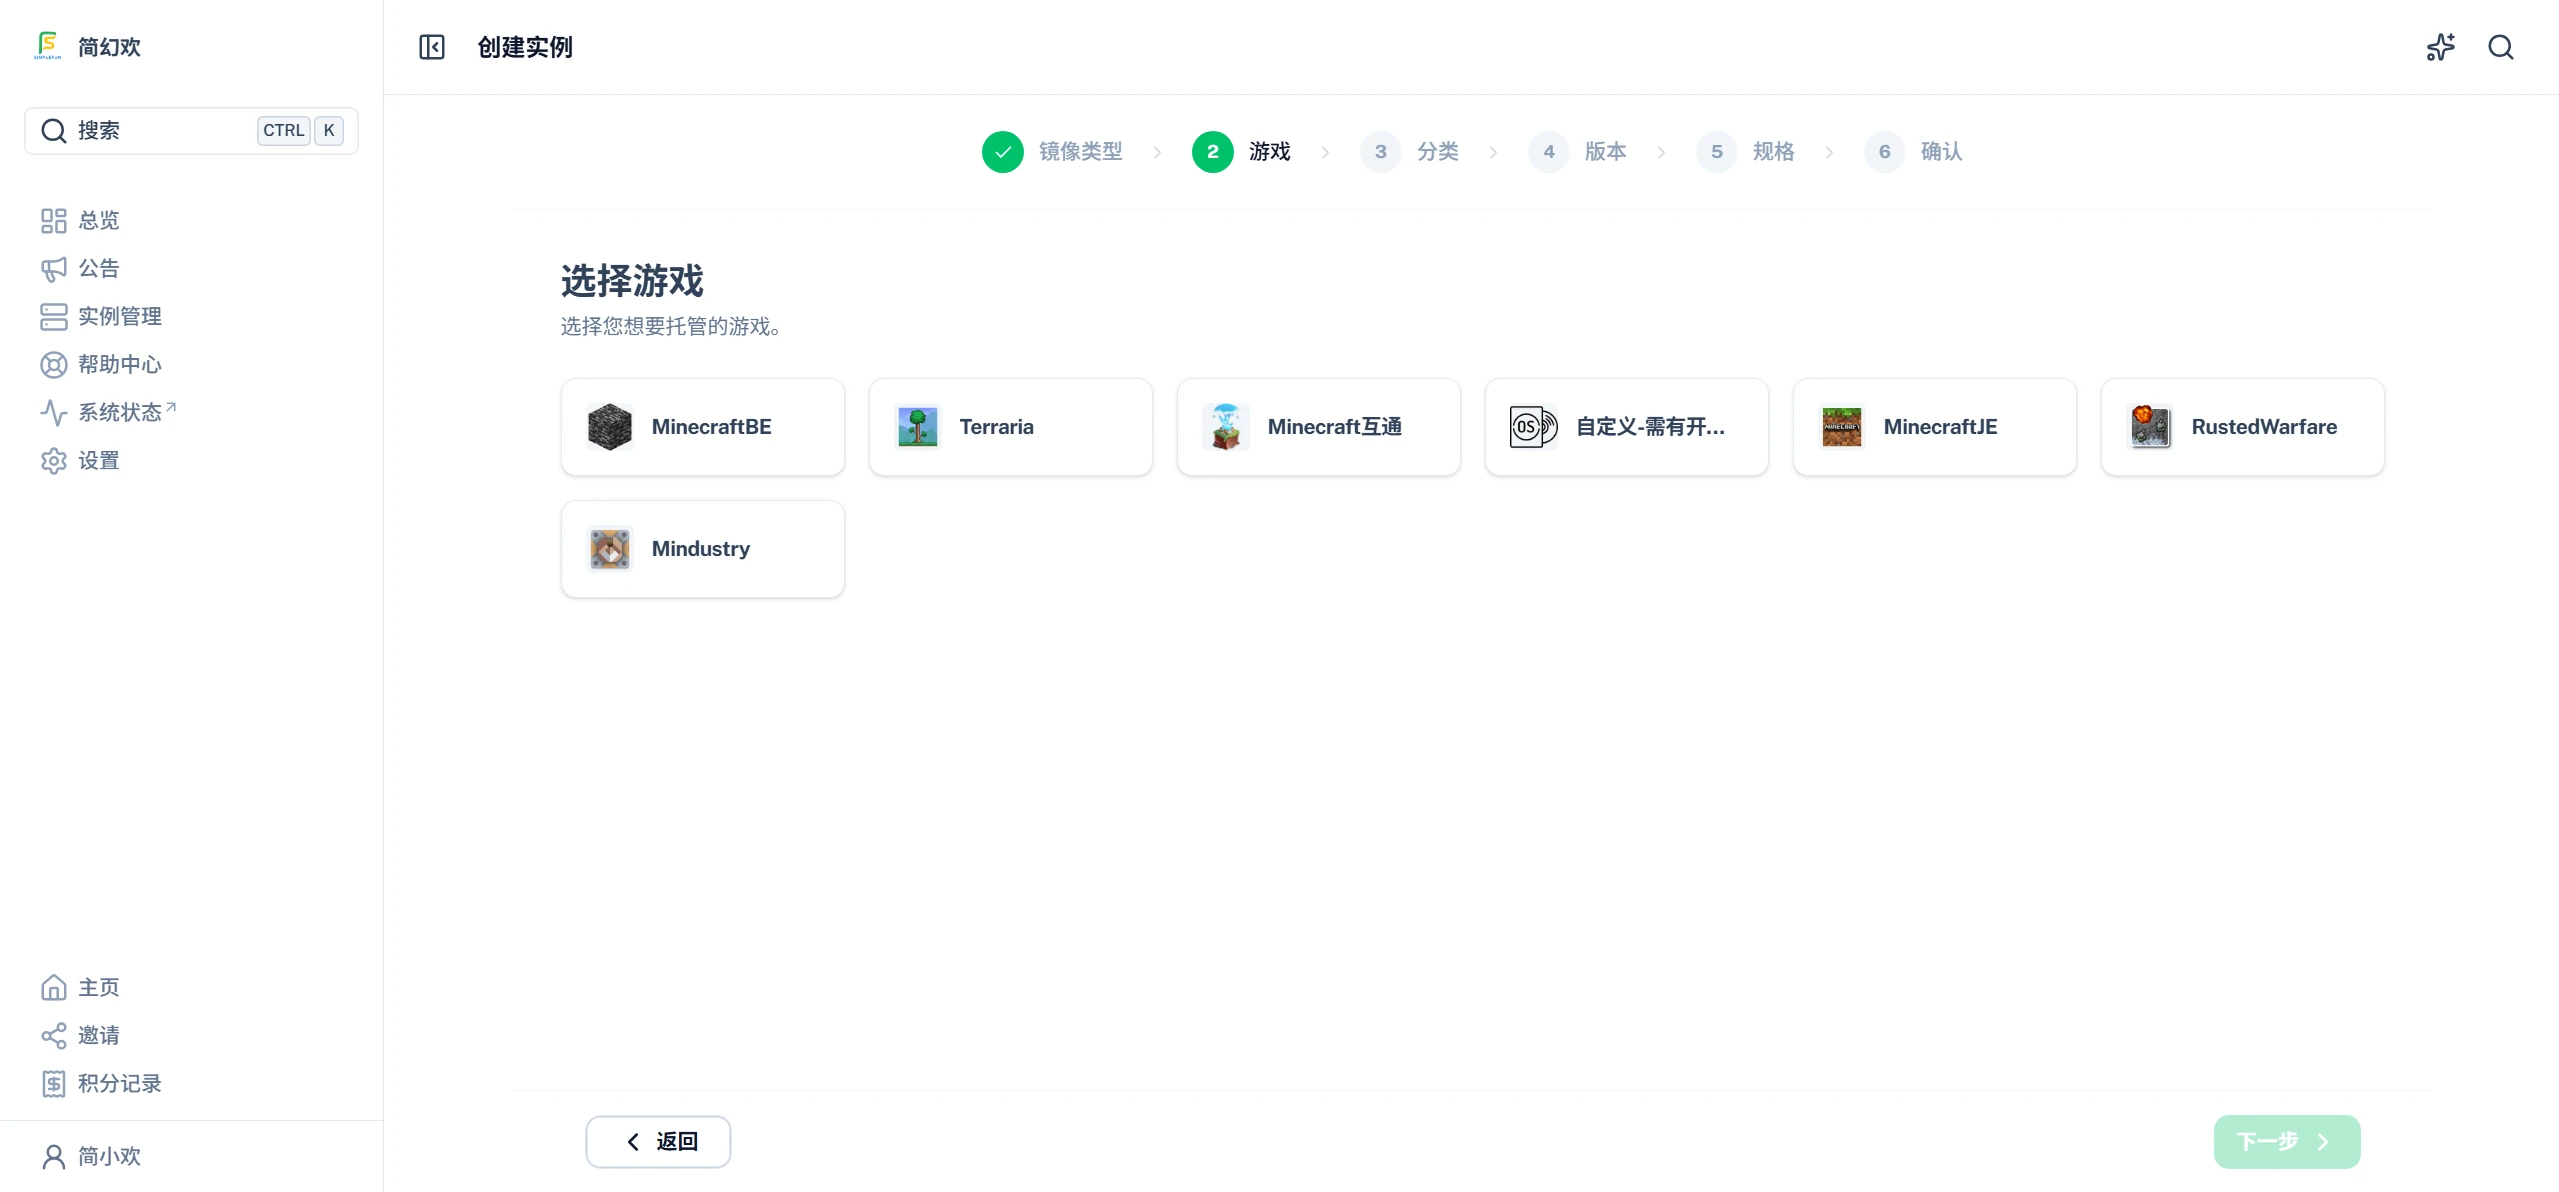 简幻欢
SIMPLEFUN
搜索
CTRL K
总览
公告
实例管理
帮助中心
系统状态
设置
主页
邀请
积分记录
简小欢
创建实例
镜像类型
2 游戏
3 分类
4 版本
5 规格
6 确认
选择游戏
选择您想要托管的游戏。
MinecraftBE
Terraria
Minecraft互通
OS
自定义-需有开...
MINECRAFT
MinecraftJE
RustedWarfare
Mindustry
返回
下一步